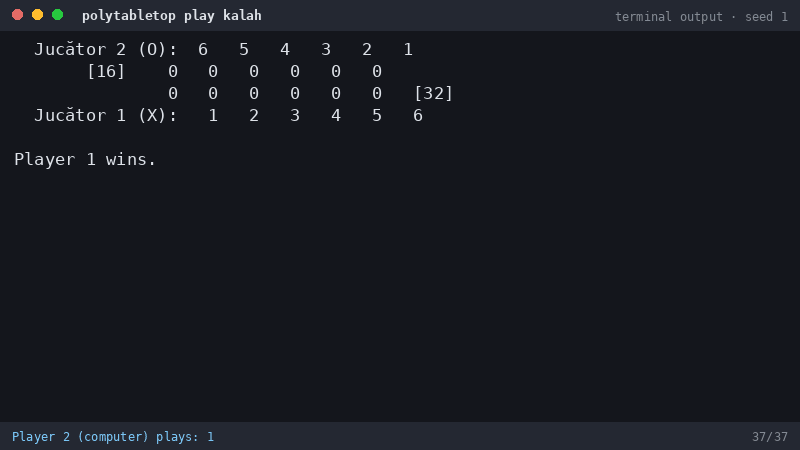 polytabletop play kalah
terminal output · seed 1
Jucător 2 (O): 6 5 4 3 2 1
[16] 0 0 0 0 0 0
0 0 0 0 0 0 [32]
Jucător 1 (X): 1 2 3 4 5 6
Player 1 wins.
Player 2 (computer) plays: 1
37/37